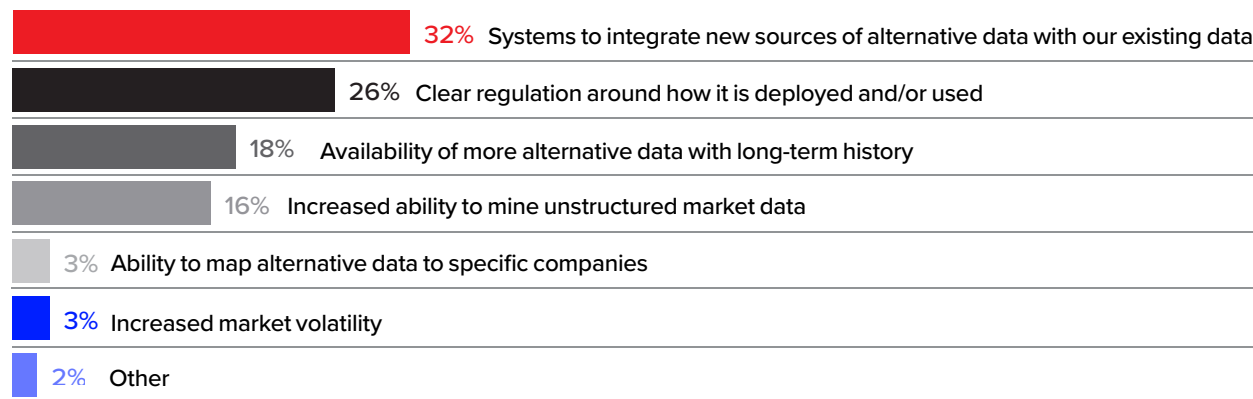 32% Systems to integrate new sources of alternative data with our existing data
26% Clear regulation around how it is deployed and/or used
18% Availability of more alternative data with long-term history
16% Increased ability to mine unstructured market data
3% Ability to map alternative data to specific companies
3% Increased market volatility
2% Other